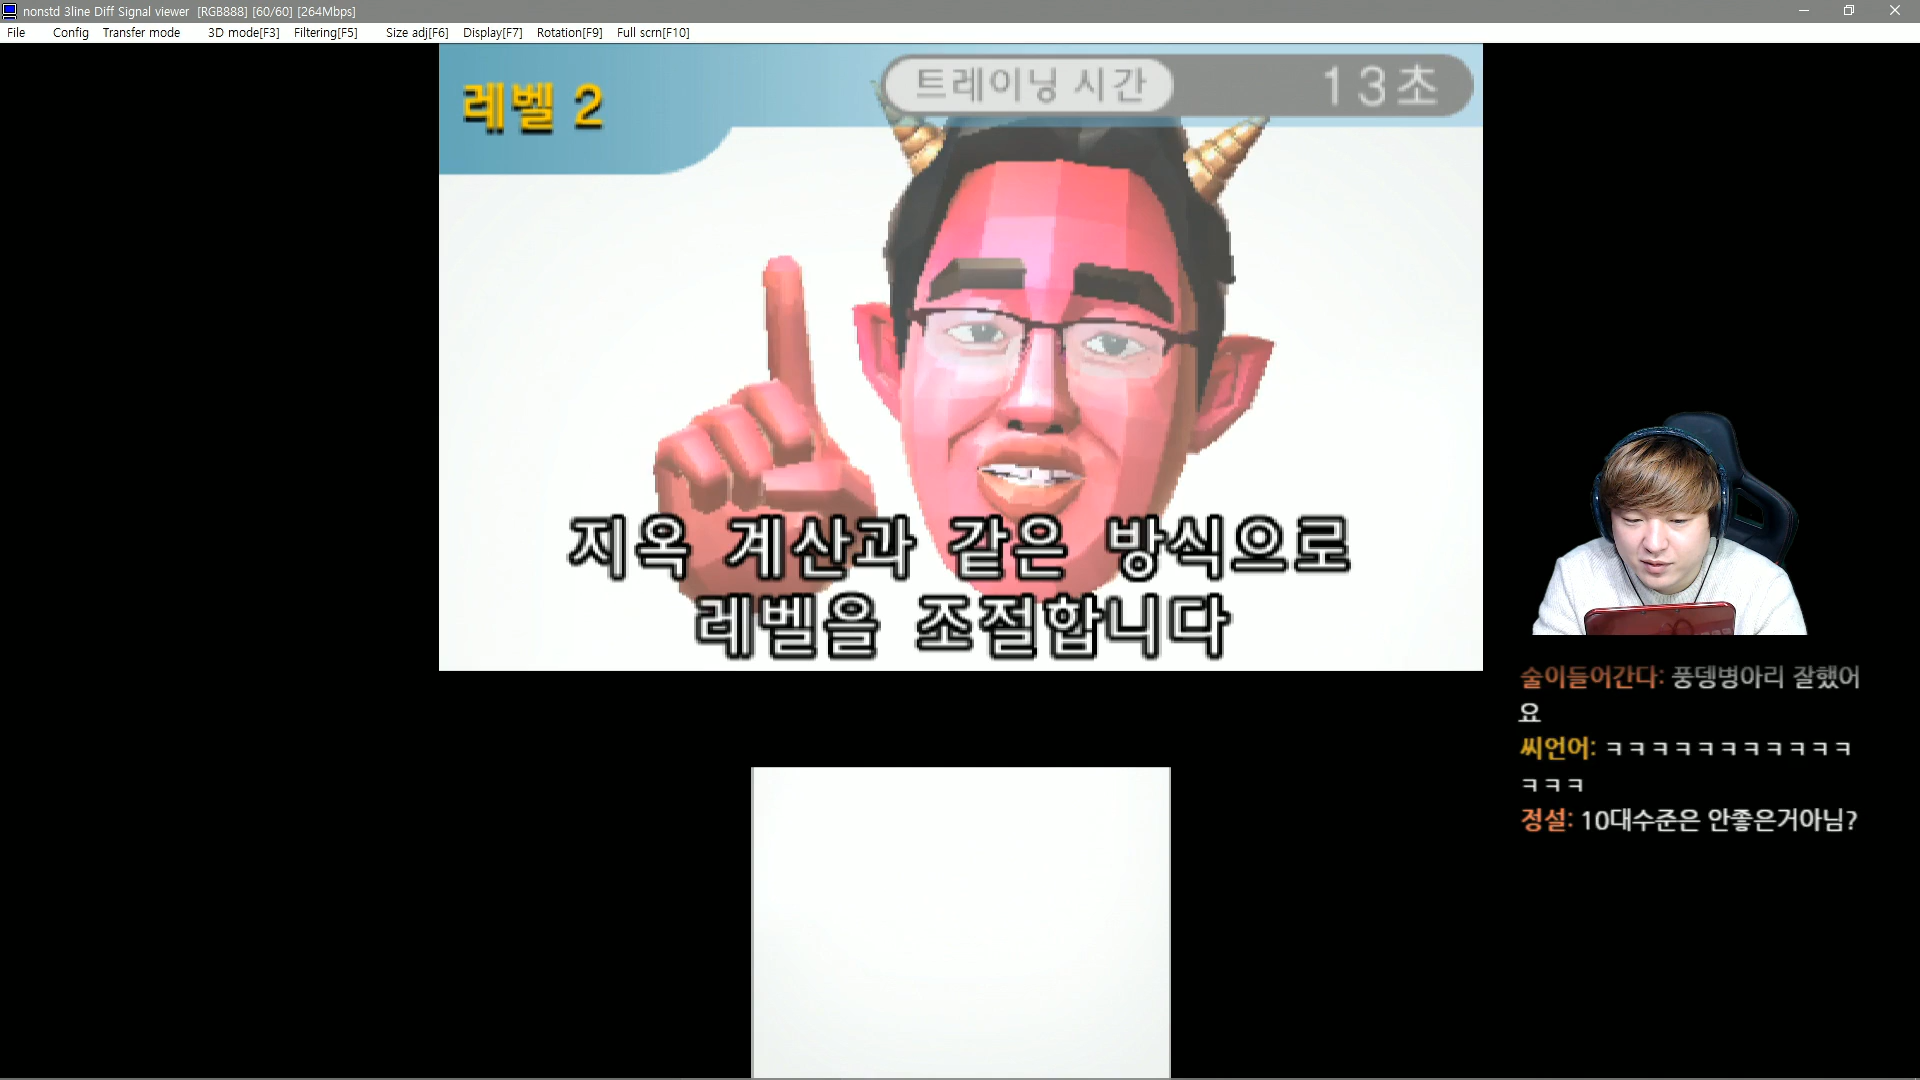 nonstd 3line Diff Signal viewer [RGB888] [60/60] [264Mbps]
File Config Transfer mode 3D mode[F3] Filtering[F5] Size adj[F6] Display[F7] Rotation[F9] Full scrn[F10]
레벨 2
트레이닝 시간 13초
지옥 계산과 같은 방식으로
레벨을 조절합니다
술이들어간다: 풍뎅병아리 잘했어
요
씨언어: ㅋㅋㅋㅋㅋㅋㅋㅋㅋㅋㅋ
ㅋㅋㅋ
정설: 10대수준은 안좋은거아님?